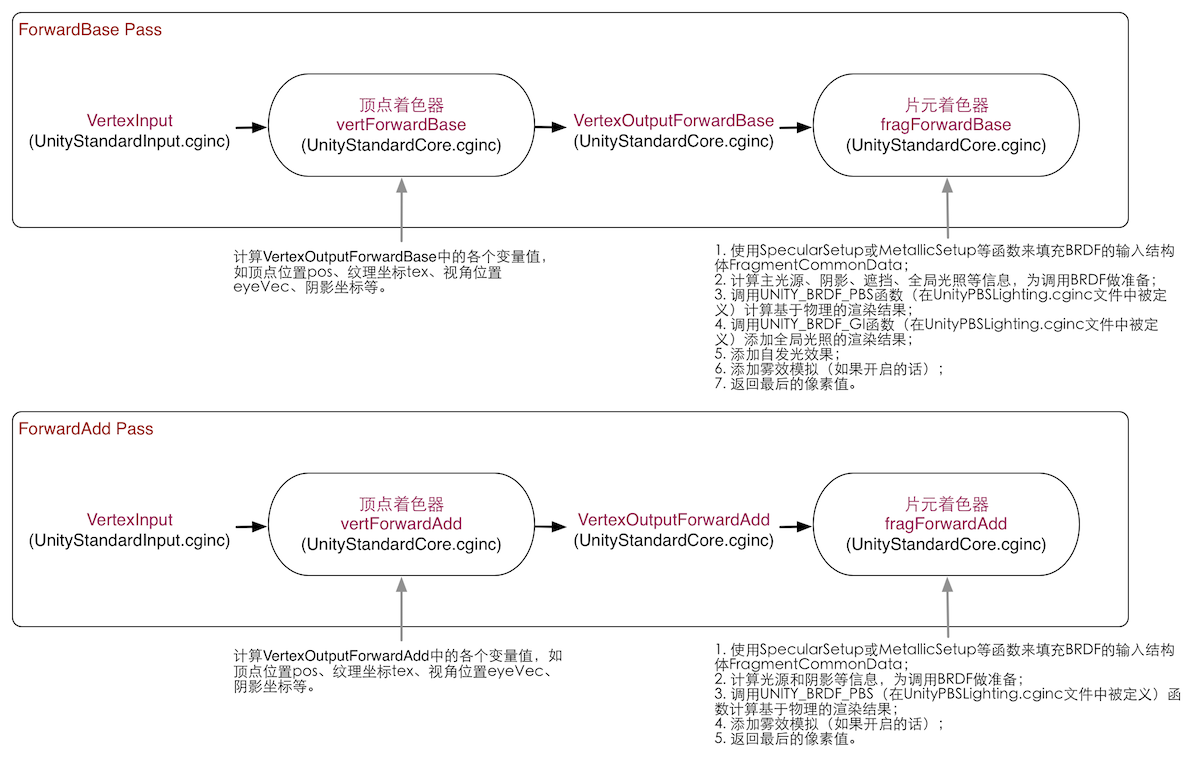 ForwardBase Pass
VertexInput
(UnityStandardInput.cginc)
顶点着色器
vertForwardBase
(UnityStandardCore.cginc)
VertexOutputForwardBase
(UnityStandardCore.cginc)
片元着色器
fragForwardBase
(UnityStandardCore.cginc)
计算VertexOutputForwardBase中的各个变量值，
如顶点位置pos、纹理坐标tex、视角位置
eyeVec、阴影坐标等。
1. 使用SpecularSetup或MetallicSetup等函数来填充BRDF的输入结构
体FragmentCommonData；
2. 计算主光源、阴影、遮挡、全局光照等信息，为调用BRDF做准备；
3. 调用UNITY_BRDF_PBS函数（在UnityPBSLighting.cginc文件中被定
义）计算基于物理的渲染结果；
4. 调用UNITY_BRDF_GI函数（在UnityPBSLighting.cginc文件中被定
义）添加全局光照的渲染结果；
5. 添加自发光效果；
6. 添加雾效模拟（如果开启的话）；
7. 返回最后的像素值。
ForwardAdd Pass
VertexInput
(UnityStandardInput.cginc)
顶点着色器
vertForwardAdd
(UnityStandardCore.cginc)
VertexOutputForwardAdd
(UnityStandardCore.cginc)
片元着色器
fragForwardAdd
(UnityStandardCore.cginc)
计算VertexOutputForwardAdd中的各个变量值，如
顶点位置pos、纹理坐标tex、视角位置eyeVec、
阴影坐标等。
1. 使用SpecularSetup或MetallicSetup等函数来填充BRDF的输入结构
体FragmentCommonData；
2. 计算光源和阴影等信息，为调用BRDF做准备；
3. 调用UNITY_BRDF_PBS（在UnityPBSLighting.cginc文件中被定义）函
数计算基于物理的渲染结果；
4. 添加雾效模拟（如果开启的话）；
5. 返回最后的像素值。